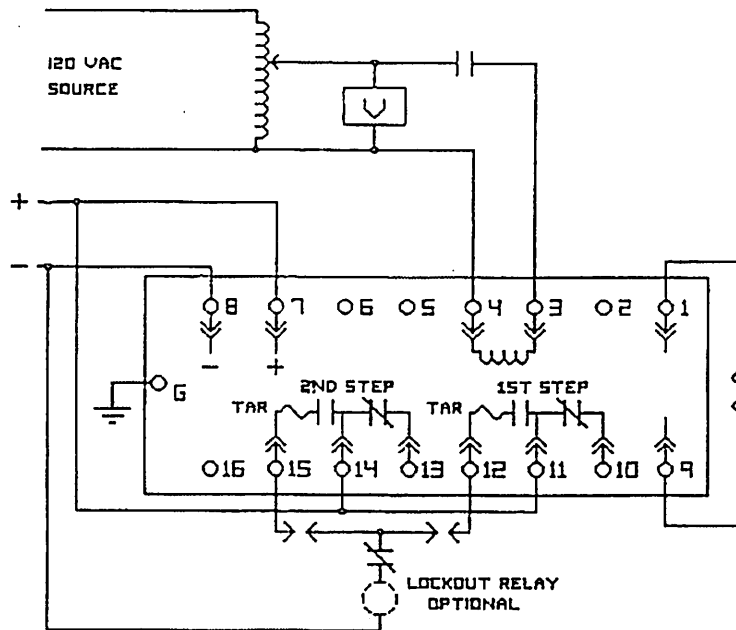 120 VAC
SOURCE
V
+
-
8 7 6 5 4 3 2 1
- +
G
2ND STEP 1ST STEP
TAR TAR
16 15 14 13 12 11 10 9
LOCKOUT RELAY
OPTIONAL